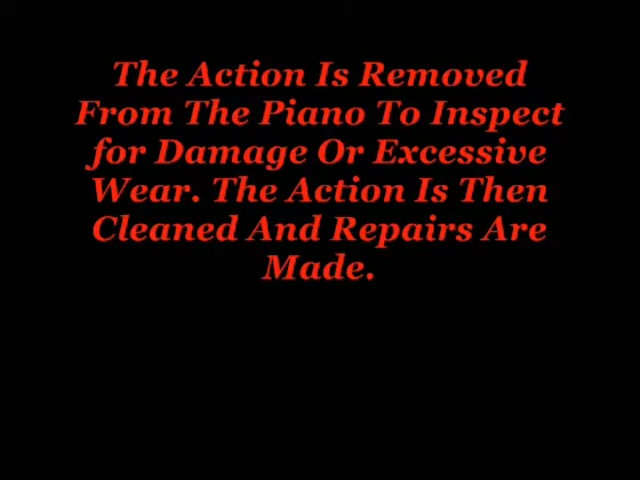 The Action Is Removed
From The Piano To Inspect
for Damage Or Excessive
Wear. The Action Is Then
Cleaned And Repairs Are
Made.